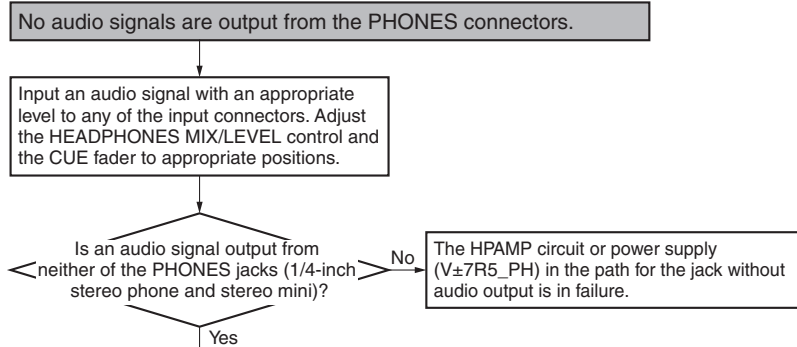 No audio signals are output from the PHONES connectors.
Input an audio signal with an appropriate
level to any of the input connectors. Adjust
the HEADPHONES MIX/LEVEL control and
the CUE fader to appropriate positions.
Is an audio signal output from
neither of the PHONES jacks (1/4-inch
stereo phone and stereo mini)?
No
The HPAMP circuit or power supply
(V±7R5_PH) in the path for the jack without
audio output is in failure.
Yes